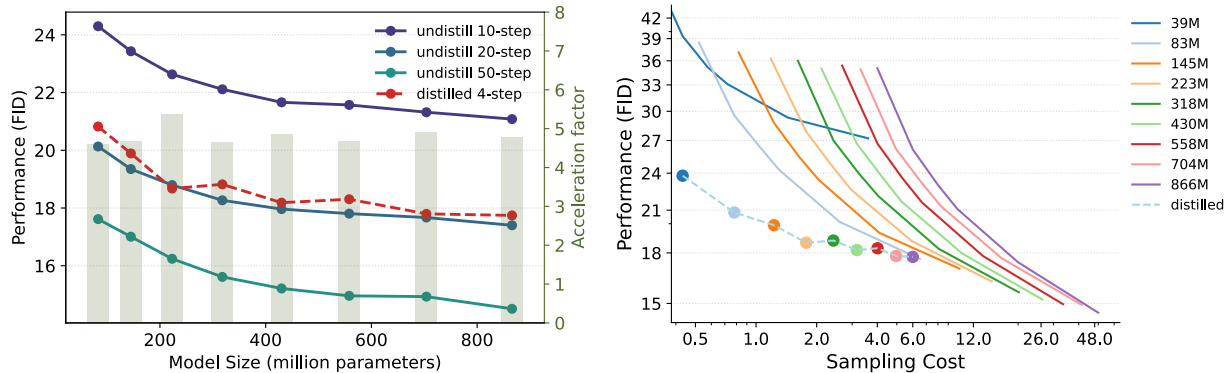 24
22
20
18
16
Performance (FID)
200
400
600
800
Model Size (million parameters)
8
7
6
5
4
3
2
1
0
Acceleration factor
undistill 10-step
undistill 20-step
undistill 50-step
distilled 4-step
42
39
36
33
30
27
24
21
18
15
Performance (FID)
0.5
1.0
2.0
4.0
6.0
12.0
26.0
48.0
Sampling Cost
39M
83M
145M
223M
318M
430M
558M
704M
866M
distilled